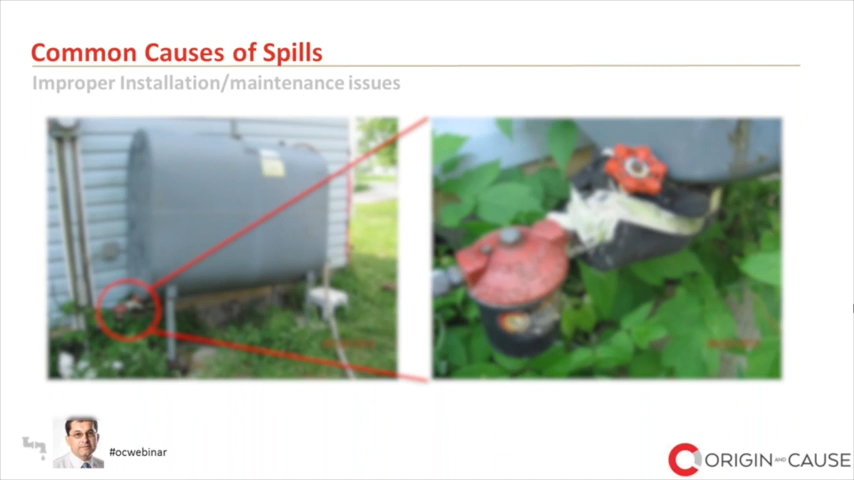 Common Causes of Spills
Improper Installation/maintenance issues
#ocwebinar
ORIGIN AND CAUSE